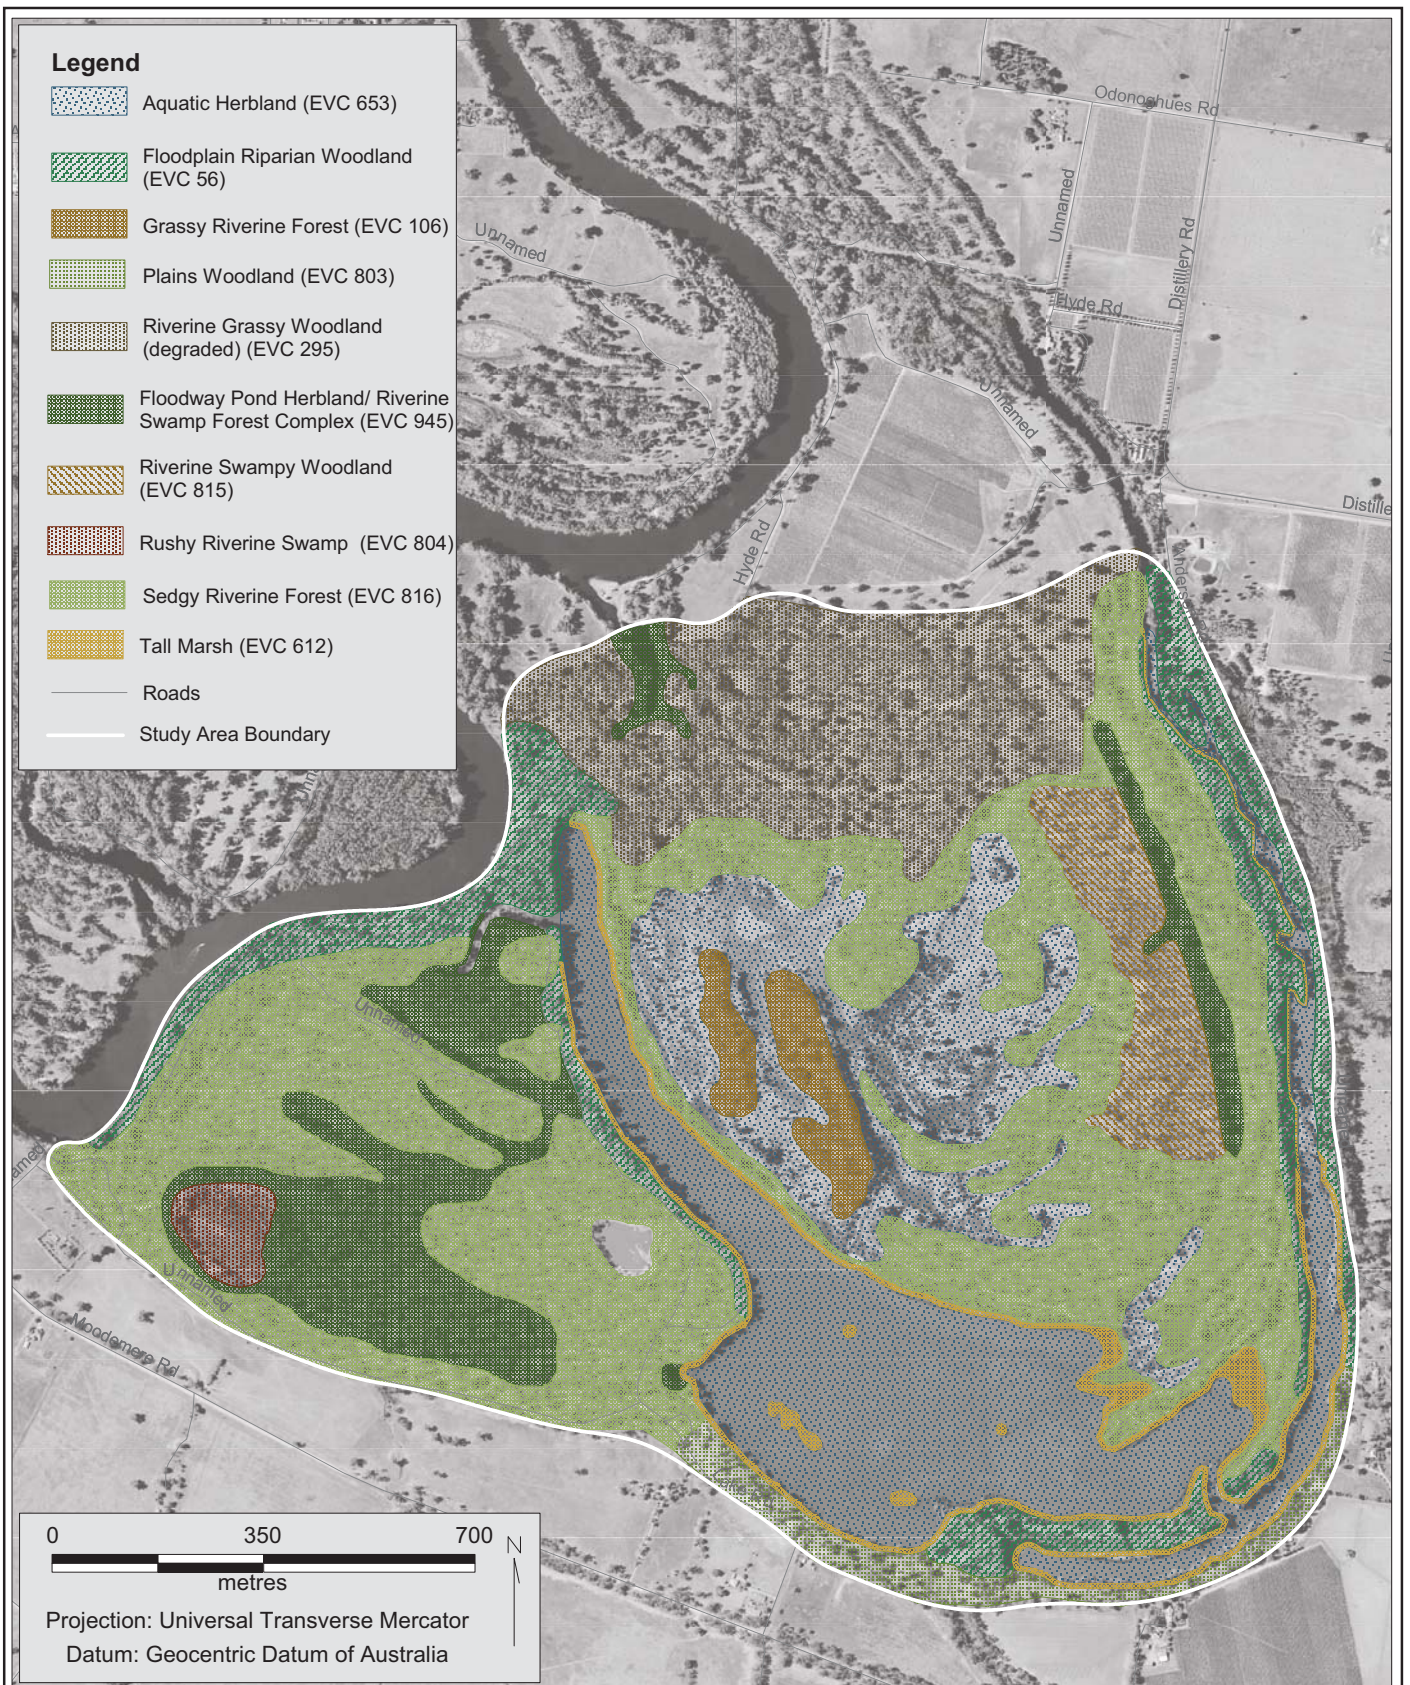 Legend
Aquatic Herbland (EVC 653)
Floodplain Riparian Woodland
(EVC 56)
Grassy Riverine Forest (EVC 106)
Plains Woodland (EVC 803)
Riverine Grassy Woodland
(degraded) (EVC 295)
Floodway Pond Herbland/ Riverine
Swamp Forest Complex (EVC 945)
Riverine Swampy Woodland
(EVC 815)
Rushy Riverine Swamp (EVC 804)
Sedgy Riverine Forest (EVC 816)
Tall Marsh (EVC 612)
Roads
Study Area Boundary
Odonoghues Rd
Unnamed
Unnamed
Distillery Rd
Hyde Rd
Unnamed
Distille
Hyde Rd
Unnamed
Unnamed
Moodemere Rd
0 350 700
metres
N
Projection: Universal Transverse Mercator
Datum: Geocentric Datum of Australia